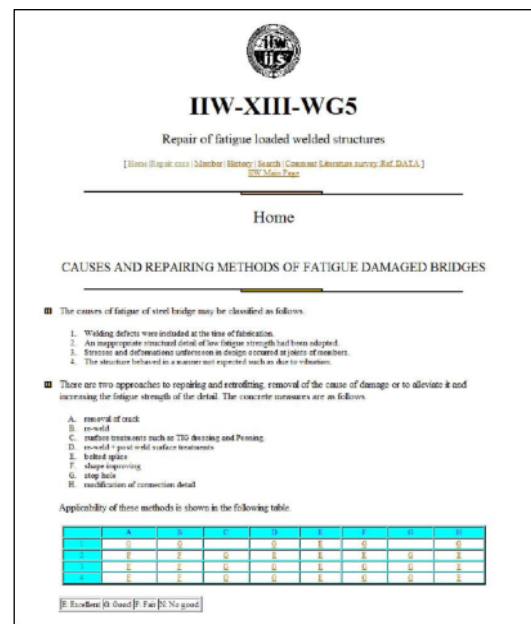 IIW
IIS
IIW-XIII-WG5
Repair of fatigue loaded welded structures
[ Home |Repair case | Member | History | Search | Comment |Literature survey |Ref. DATA ]
IIW Main Page
Home
CAUSES AND REPAIRING METHODS OF FATIGUE DAMAGED BRIDGES
The causes of fatigue of steel bridge may be classified as follows.
1. Welding defects were included at the time of fabrication.
2. An inappropriate structural detail of low fatigue strength had been adopted.
3. Stresses and deformations unforeseen in design occurred at joints of members.
4. The structure behaved in a manner not expected such as due to vibration.
There are two approaches to repairing and retrofitting, removal of the cause of damage or to alleviate it and
increasing the fatigue strength of the detail. The concrete measures are as follows.
A. removal of crack
B. re-weld
C. surface treatments such as TIG dressing and Peening
D. re-weld + post weld surface treatments
E. bolted splice
F. shape improving
G. stop hole
H. modification of connection detail
Applicability of these methods is shown in the following table.
A B C D E F G H
1 G G G E G G
2 F F G E E G G E
3 F F G G E G G E
4 F F G G E G G E
E: Excellent G: Good F: Fair N: No good